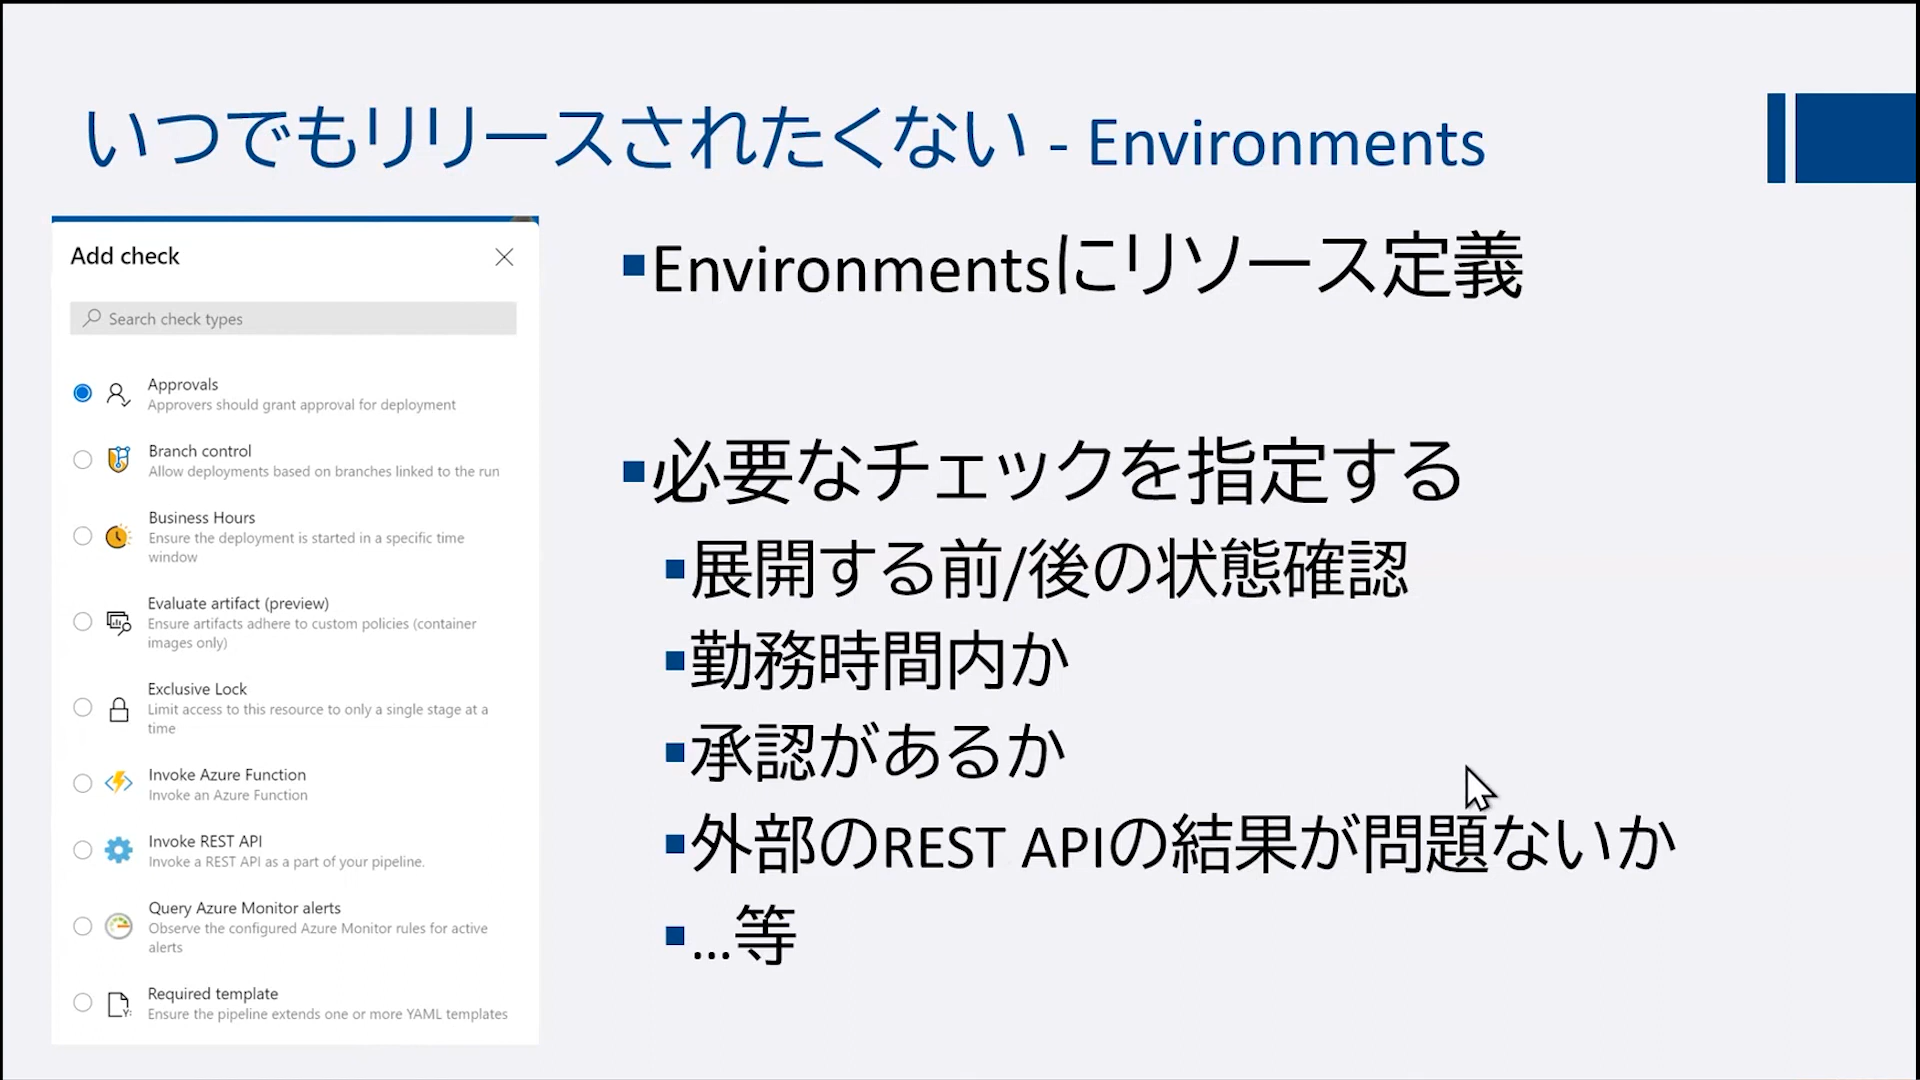 いつでもリリースされたくない - Environments
Add check
Search check types
Approvals
Approvers should grant approval for deployment
Branch control
Allow deployments based on branches linked to the run
Business Hours
Ensure the deployment is started in a specific time
window
Evaluate artifact (preview)
Ensure artifacts adhere to custom policies (container
images only)
Exclusive Lock
Limit access to this resource to only a single stage at a
time
Invoke Azure Function
Invoke an Azure Function
Invoke REST API
Invoke a REST API as a part of your pipeline.
Query Azure Monitor alerts
Observe the configured Azure Monitor rules for active
alerts
Required template
Ensure the pipeline extends one or more YAML templates
■Environmentsにリソース定義
■必要なチェックを指定する
■展開する前/後の状態確認
■勤務時間内か
■承認があるか
■外部のREST APIの結果が問題ないか
■...等